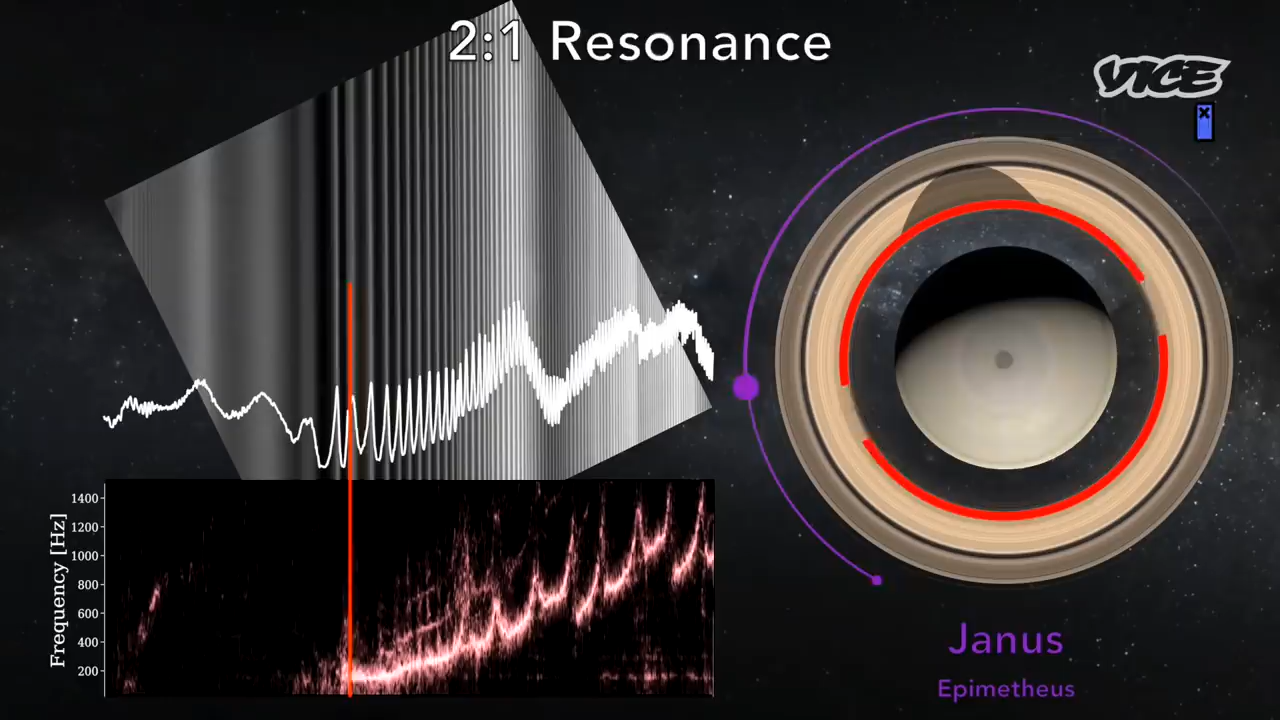 2:1 Resonance
VICE
x
1400
1200
1000
800
600
400
200
Frequency [Hz]
Janus
Epimetheus